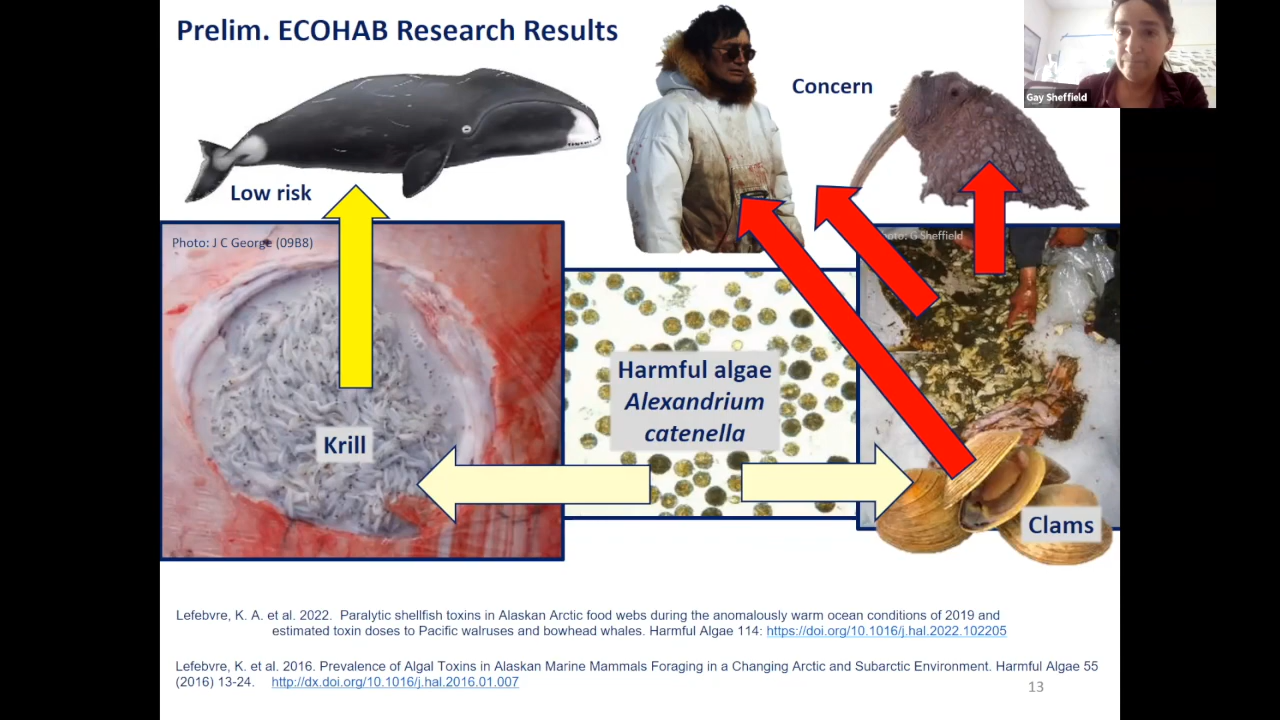 Prelim. ECOHAB Research Results
Concern
Gay Sheffield
Low risk
Photo: J C George (09B8)
Photo: G Sheffield
Harmful algae
Alexandrium
catenella
Krill
Clams
Lefebvre, K. A. et al. 2022. Paralytic shellfish toxins in Alaskan Arctic food webs during the anomalously warm ocean conditions of 2019 and
estimated toxin doses to Pacific walruses and bowhead whales. Harmful Algae 114: https://doi.org/10.1016/j.hal.2022.102205
Lefebvre, K. et al. 2016. Prevalence of Algal Toxins in Alaskan Marine Mammals Foraging in a Changing Arctic and Subarctic Environment. Harmful Algae 55
(2016) 13-24. http://dx.doi.org/10.1016/j.hal.2016.01.007
13